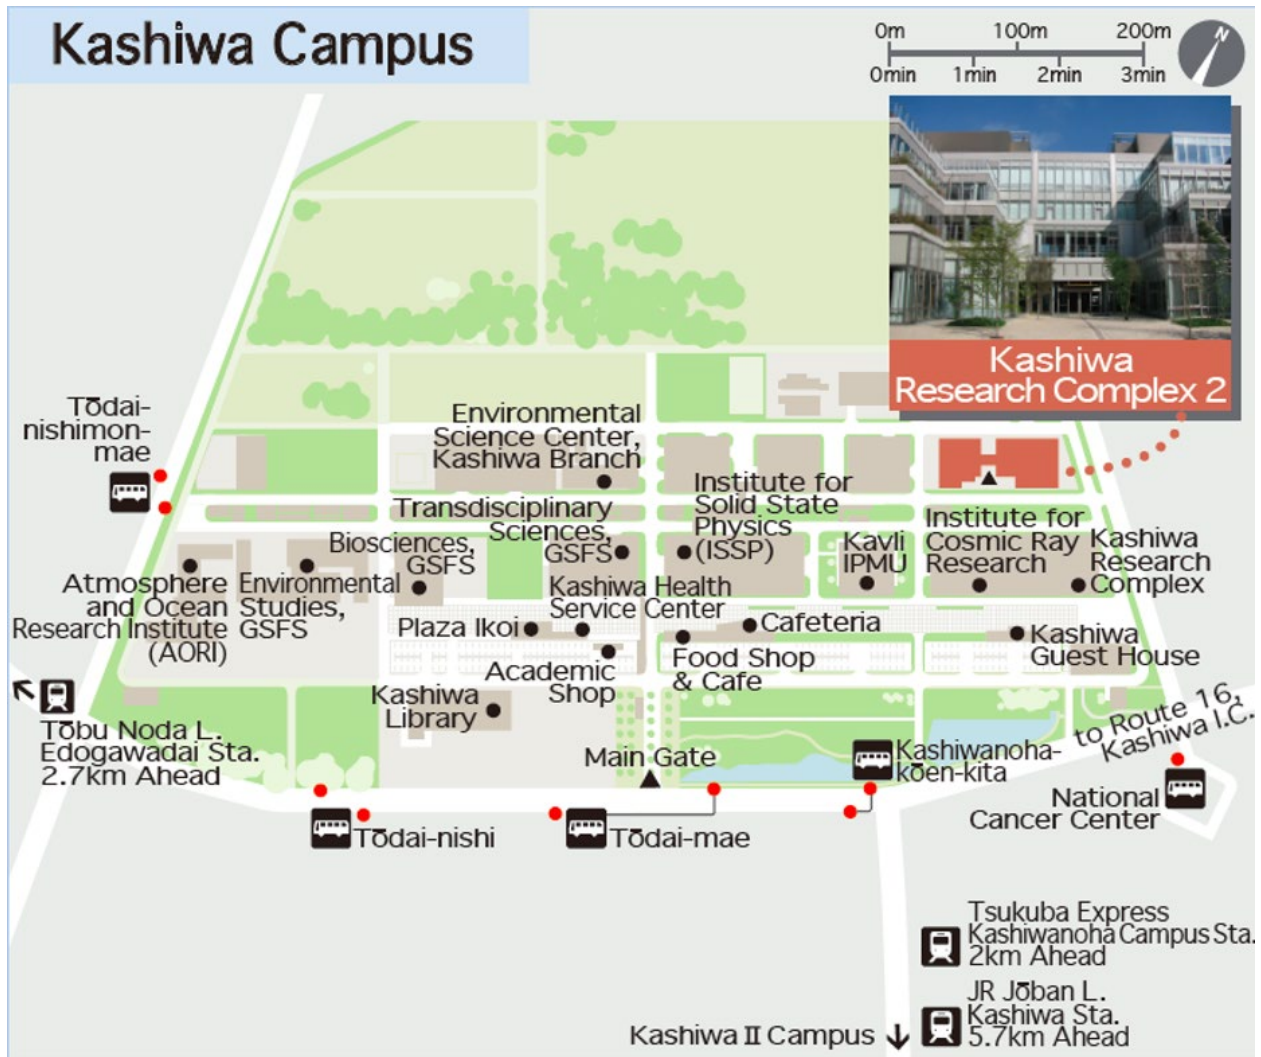 Kashiwa Campus
0m 100m 200m
0min 1min 2min 3min
N
Kashiwa
Research Complex 2
Tōdai-
nishimon-
mae
Environmental
Science Center,
Kashiwa Branch
Transdisciplinary
Sciences,
GSFS
Institute for
Solid State
Physics
(ISSP)
Kavli
IPMU
Institute for
Cosmic Ray
Research
Kashiwa
Research
Complex
Biosciences,
GSFS
Atmosphere
and Ocean
Research Institute
(AORI)
Environmental
Studies,
GSFS
Kashiwa Health
Service Center
Plaza Ikoi
Cafeteria
Academic
Shop
Food Shop
& Cafe
Kashiwa
Guest House
Kashiwa
Library
Tōbu Noda L.
Edogawadai Sta.
2.7km Ahead
Main Gate
Kashiwanoha-
kōen-kita
to Route 16,
Kashiwa I.C.
National
Cancer Center
Tōdai-nishi
Tōdai-mae
Tsukuba Express
Kashiwanoha Campus Sta.
2km Ahead
JR Jōban L.
Kashiwa Sta.
5.7km Ahead
Kashiwa II Campus